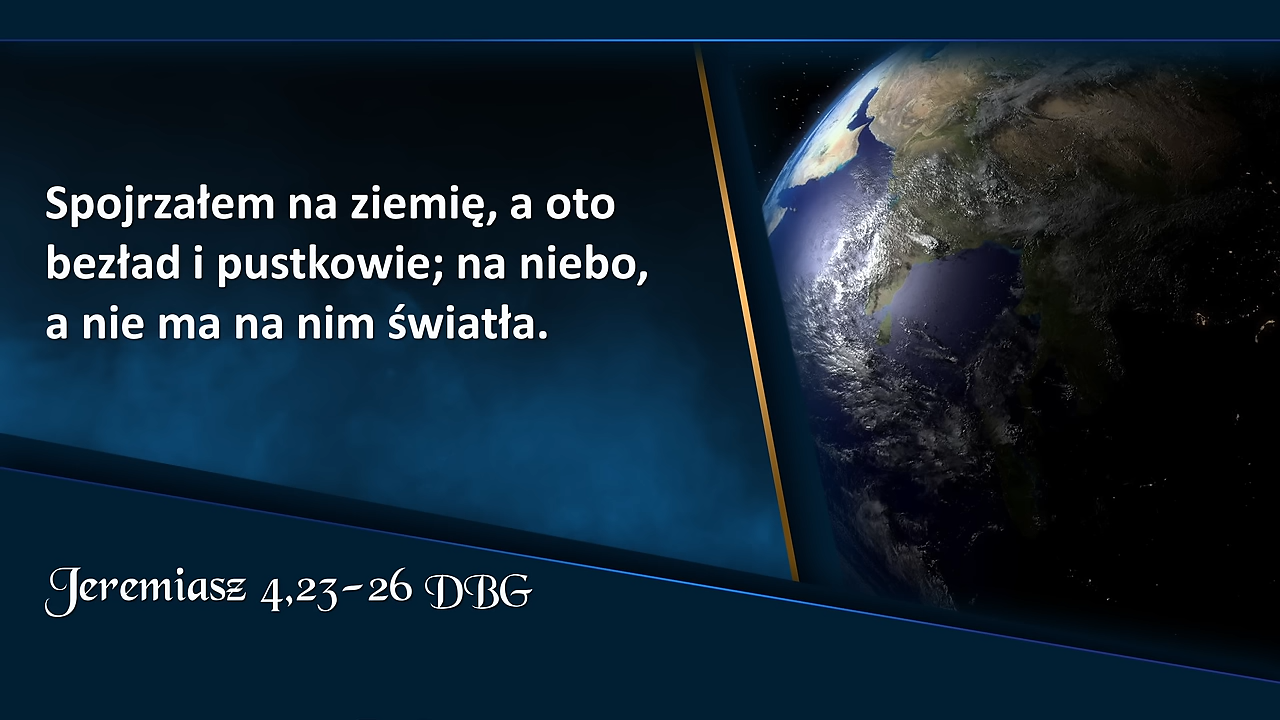 Spojrzałem na ziemię, a oto
bezład i pustkowie; na niebo,
a nie ma na nim światła.
Jeremiasz 4,23-26 DBG